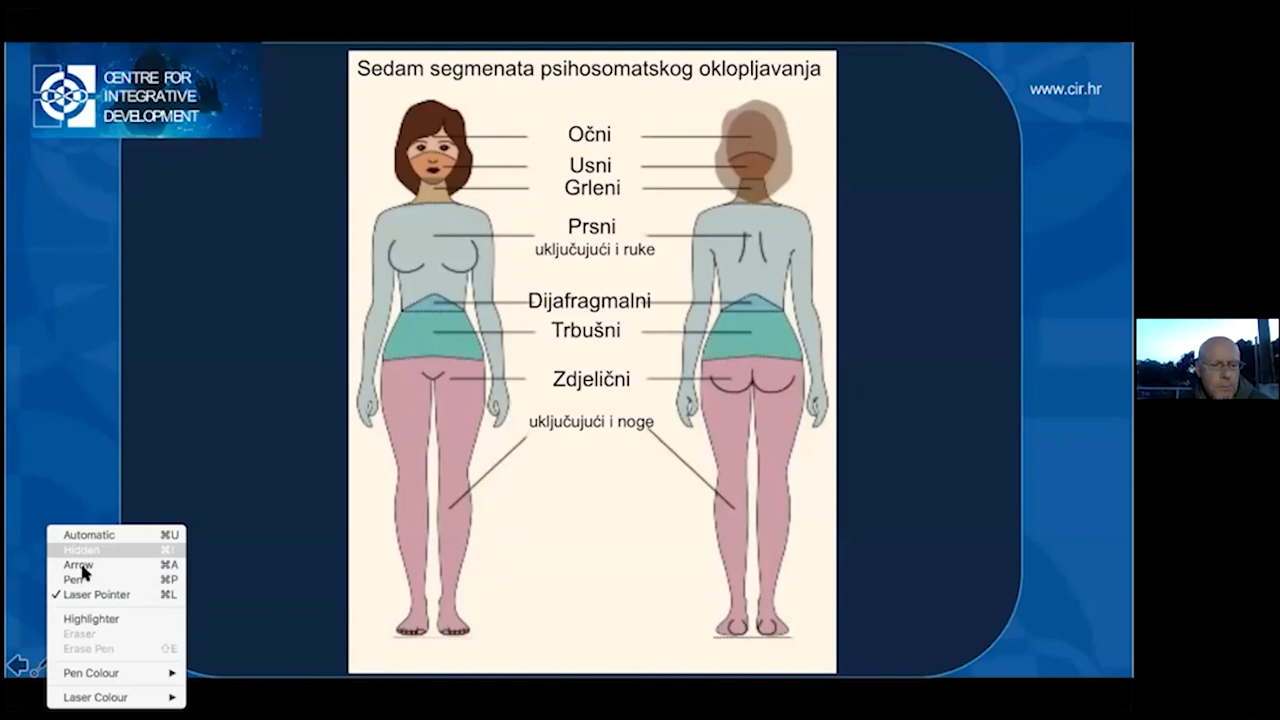 Sedam segmenata psihosomatskog oklopljavanja
CENTRE FOR
INTEGRATIVE
DEVELOPMENT
www.cir.hr
Očni
Usni
Grleni
Prsni
uključujući i ruke
Dijafragmalni
Trbušni
Zdjelični
uključujući i noge
Automatic ⌘U
Hidden ⌘I
Arrow ⌘A
Pen ⌘P
✓ Laser Pointer ⌘L
Highlighter
Eraser
Erase Pen ⇧E
Pen Colour ▶
Laser Colour ▶